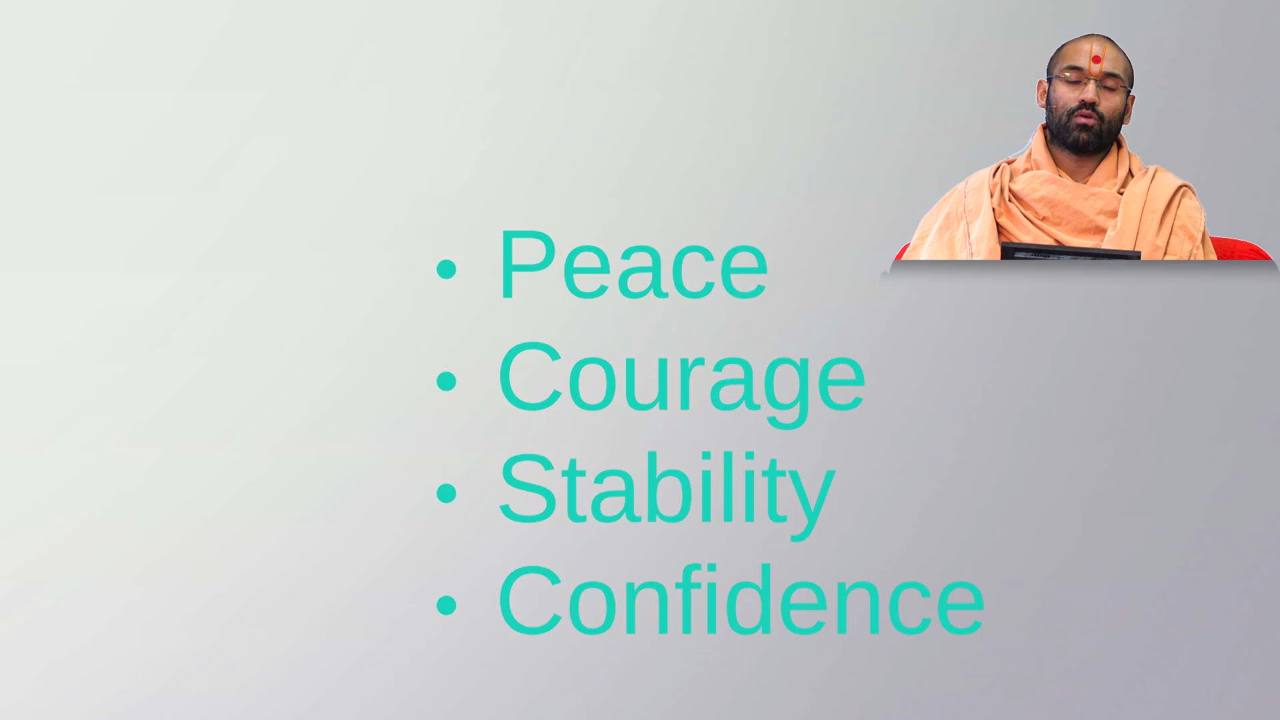 • Peace
• Courage
• Stability
• Confidence